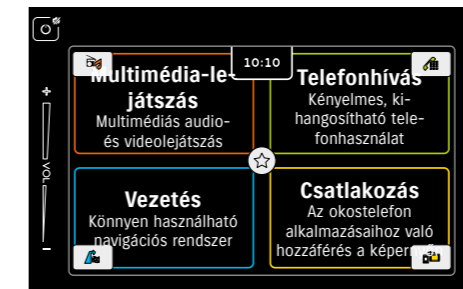 10:10
Multimédia-le-
játszás
Multimédiás audio-
és videolejátszás
Telefonhívás
Kényelmes, ki-
hangosítható tele-
fonhasználat
+
VOL
-
Vezetés
Könnyen használható
navigációs rendszer
Csatlakozás
Az okostelefon
alkalmazásaihoz való
hozzáférés a